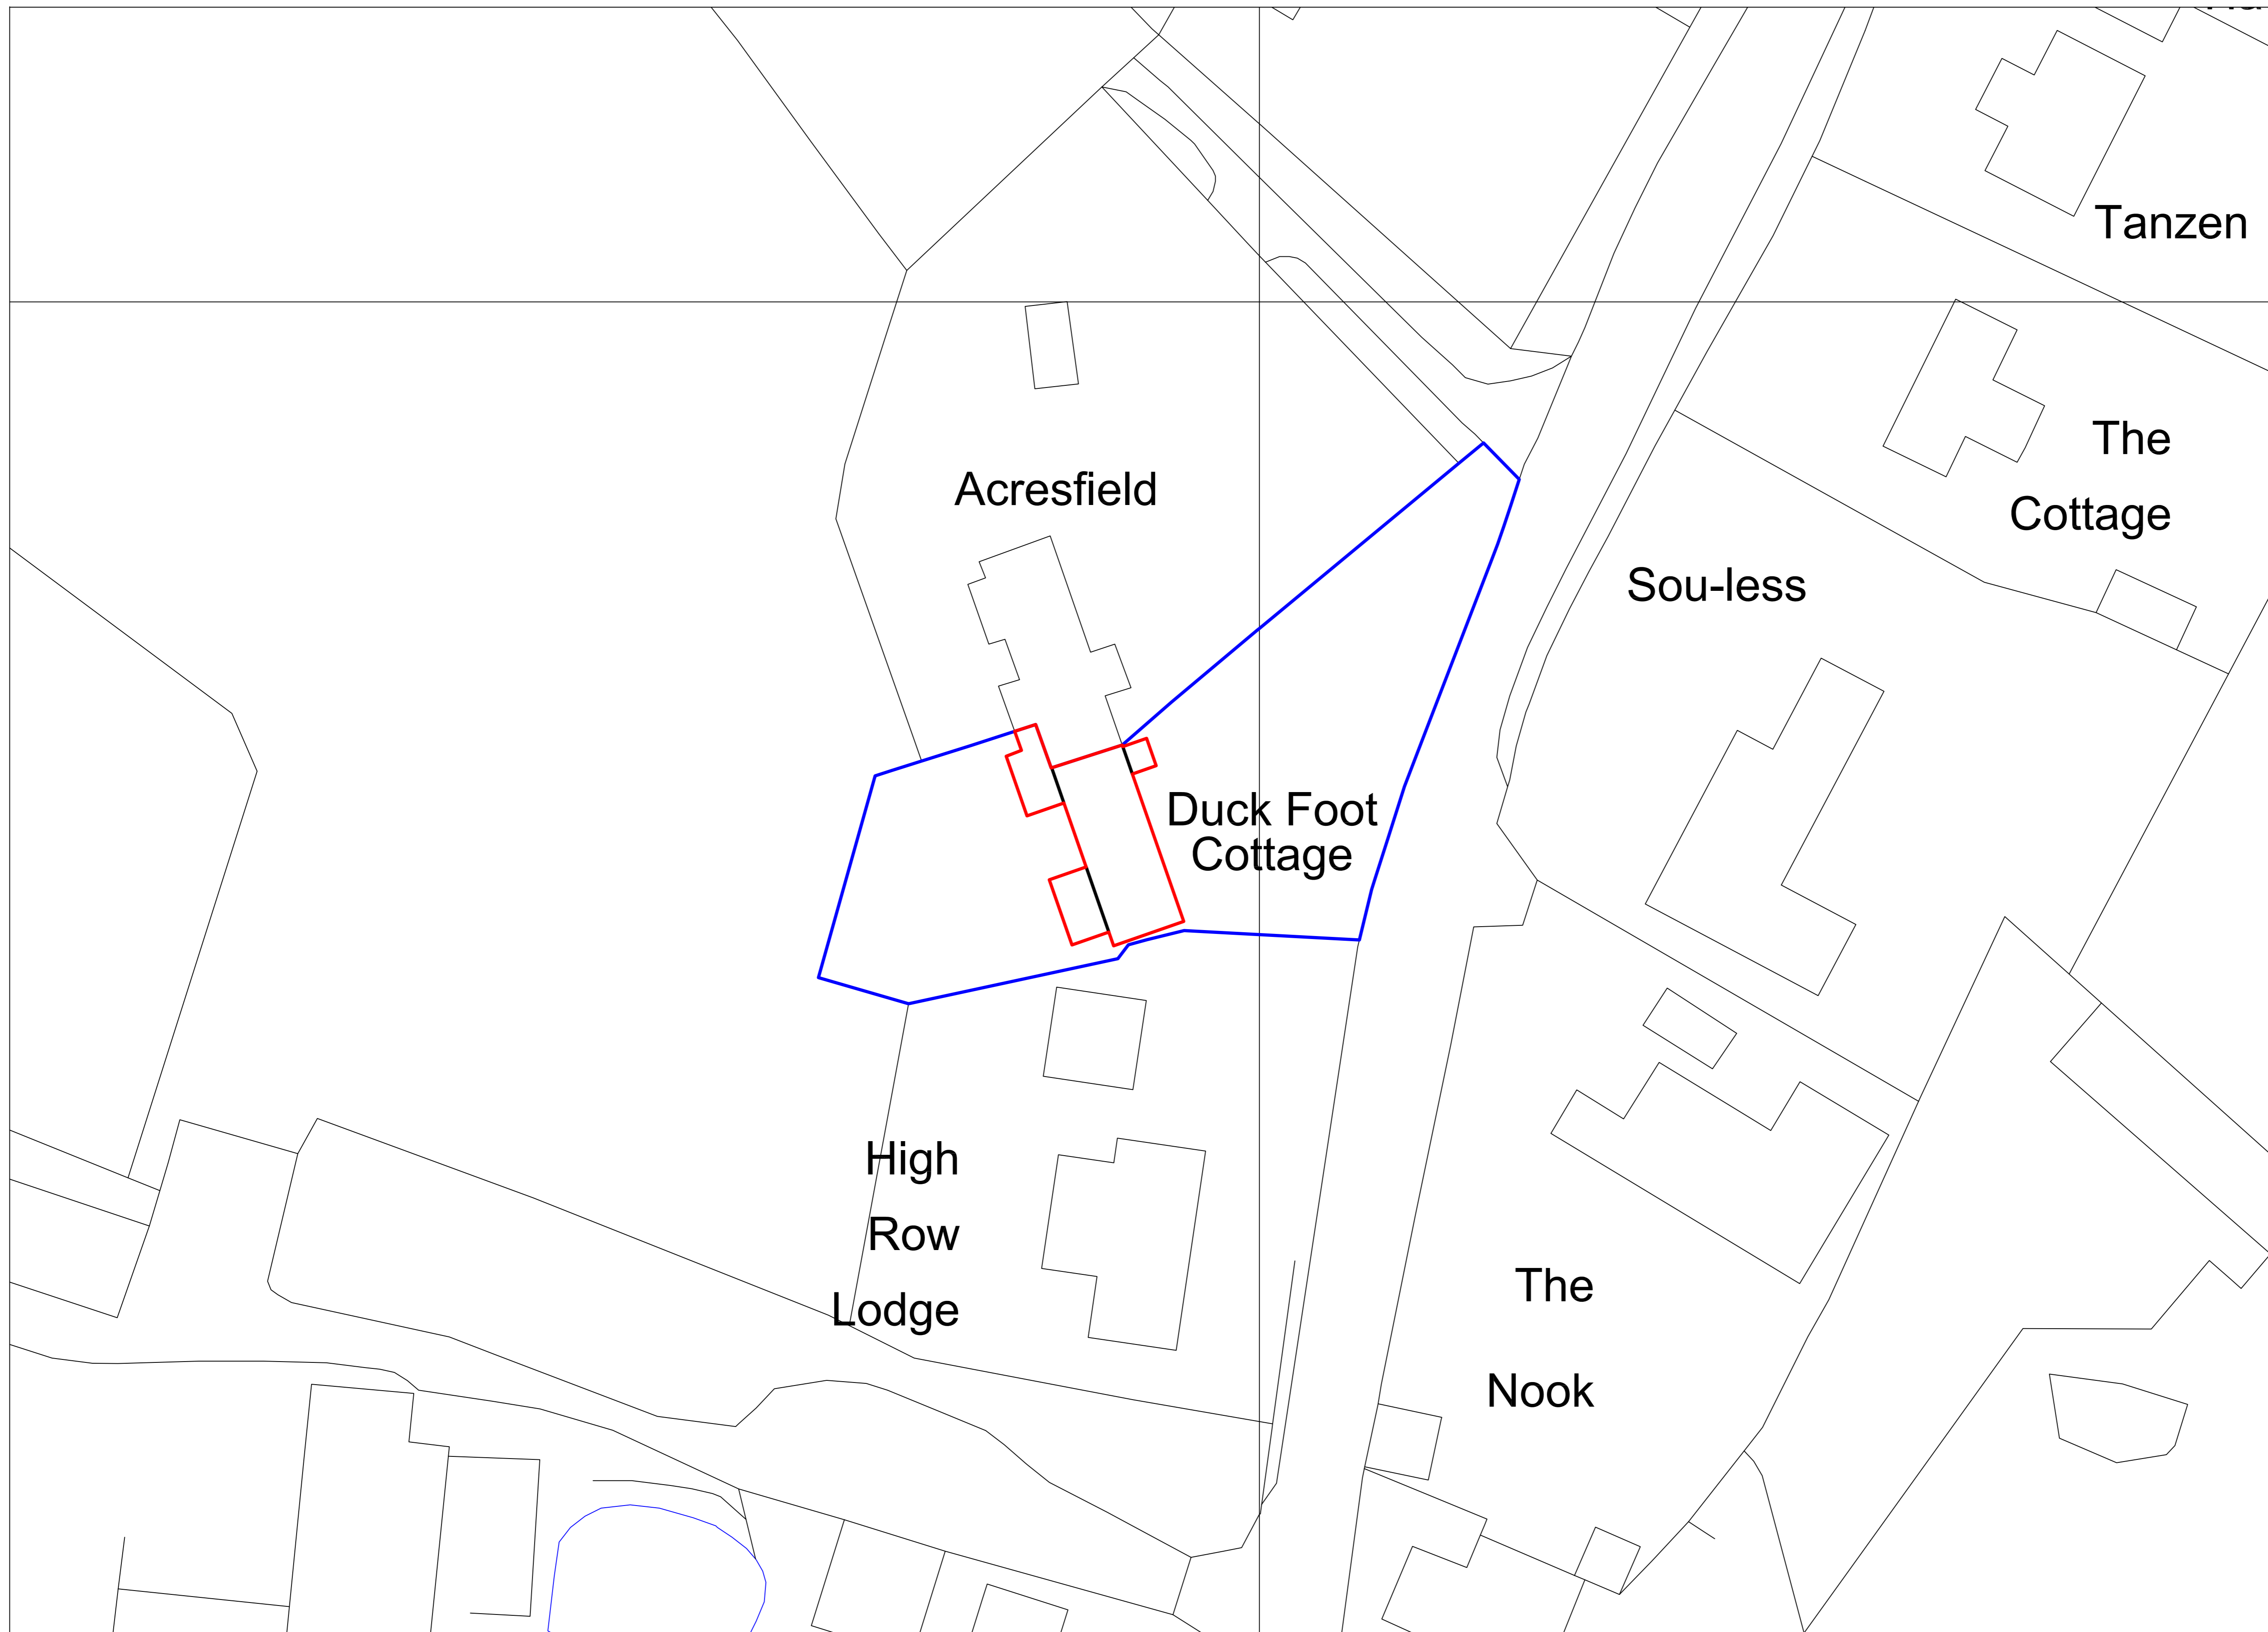 Tanzen
The
Cottage
Acresfield
Sou-less
Duck Foot
Cottage
High
Row
Lodge
The
Nook